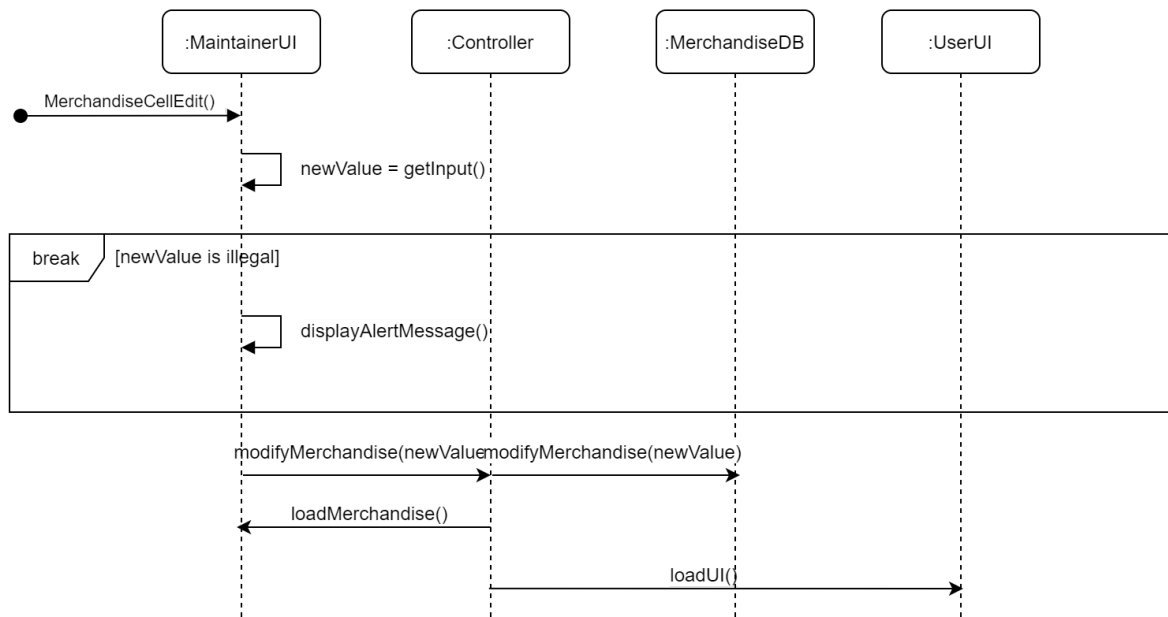 :MaintainerUI
:Controller
:MerchandiseDB
:UserUI
MerchandiseCellEdit()
newValue = getInput()
break
[newValue is illegal]
displayAlertMessage()
modifyMerchandise(newValue
modifyMerchandise(newValue)
loadMerchandise()
loadUI()